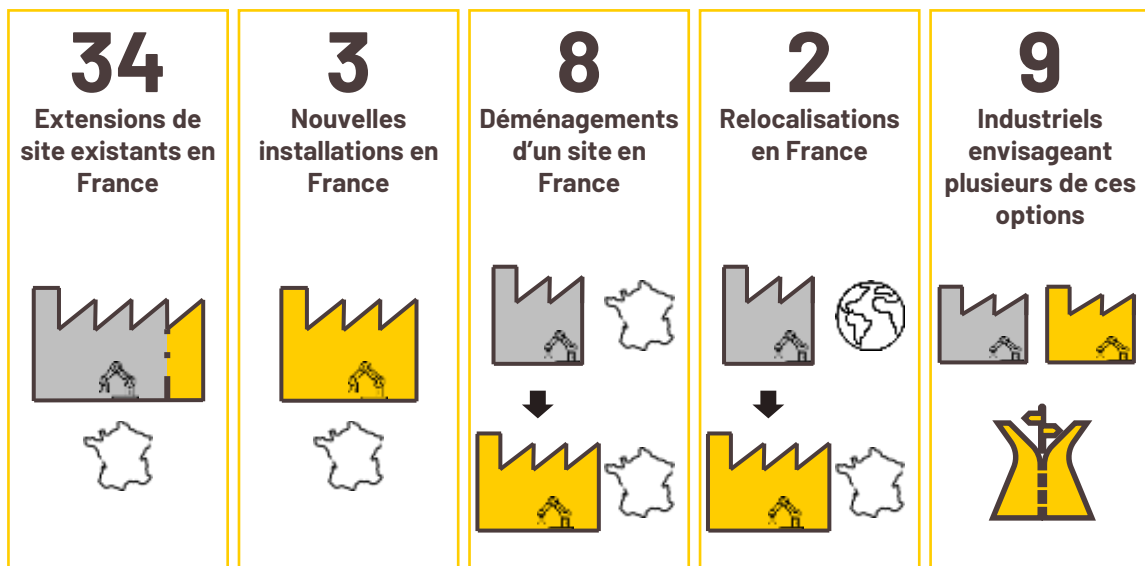 34
Extensions de
site existants en
France
3
Nouvelles
installations en
France
8
Déménagements
d'un site en
France
2
Relocalisations
en France
9
Industriels
envisageant
plusieurs de ces
options